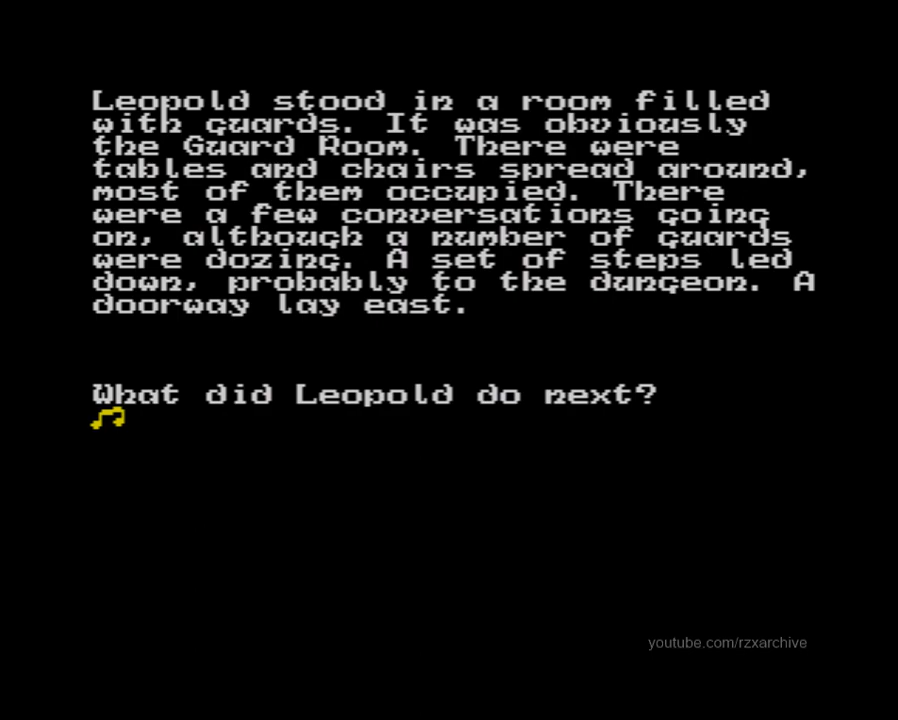 Leopold stood in a room filled
with guards. It was obviously
the Guard Room. There were
tables and chairs spread around,
most of them occupied. There
were a few conversations going
on, although a number of guards
were dozing. A set of steps led
down, probably to the dungeon. A
doorway lay east.
What did Leopold do next?
youtube.com/rzxarchive